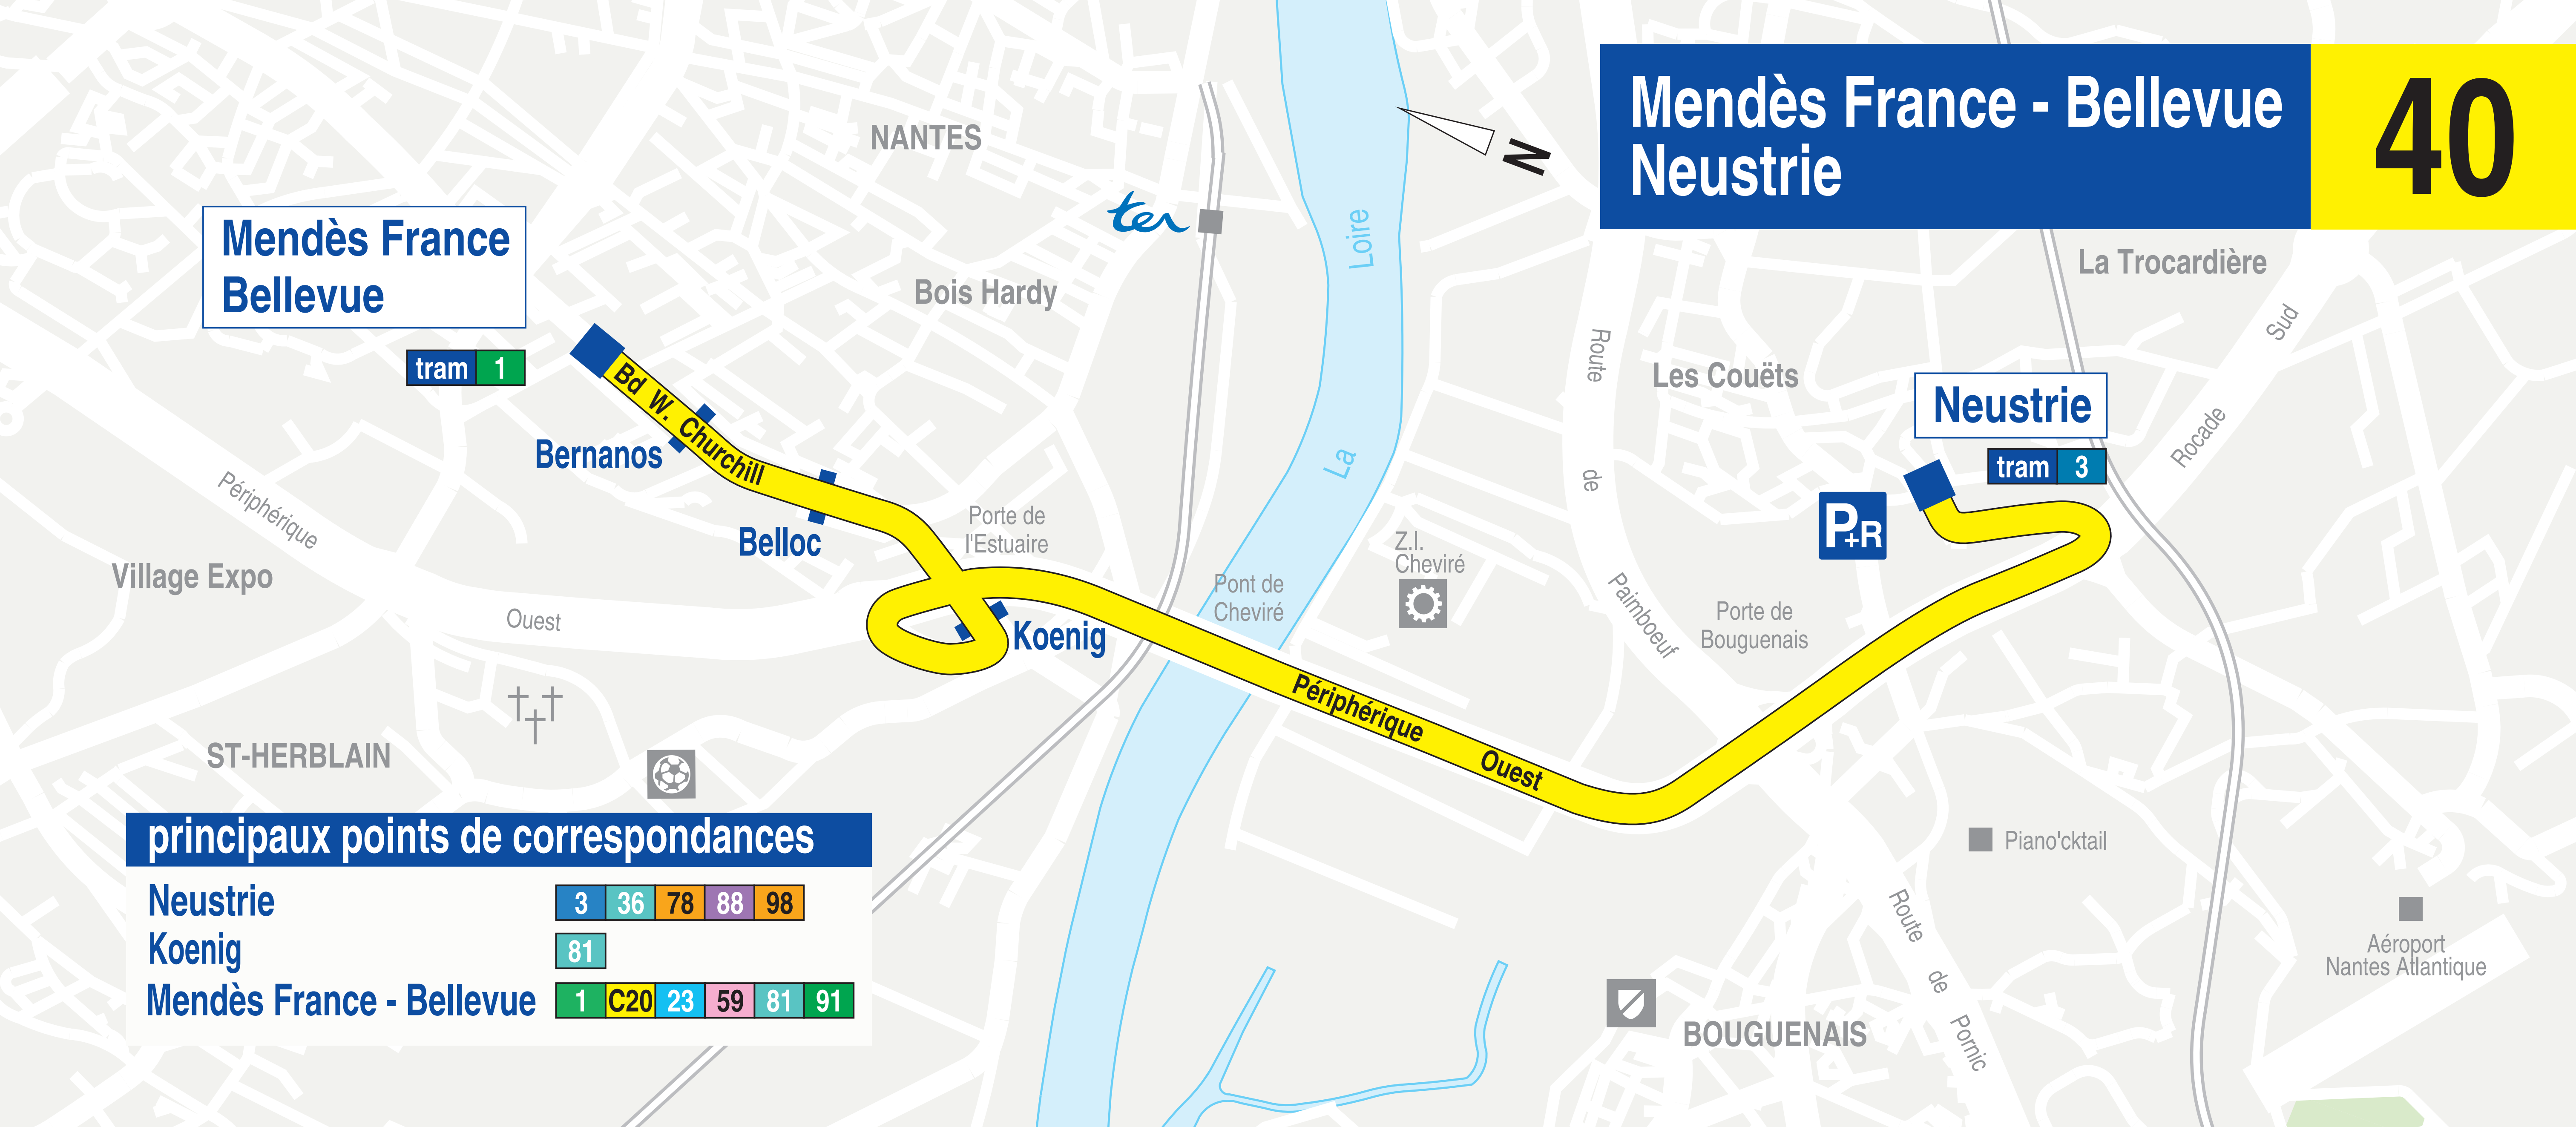 Mendès France - Bellevue
Neustrie
40
NANTES
ter
Bois Hardy
Mendès France
Bellevue
tram 1
Bd W. Churchill
Bernanos
Belloc
Koenig
Porte de
l'Estuaire
Périphérique
Ouest
Village Expo
ST-HERBLAIN
N
La Loire
Pont de
Cheviré
Z.I.
Cheviré
Périphérique Ouest
Route de Paimboeuf
Les Couëts
La Trocardière
Rocade Sud
Neustrie
tram 3
P+R
Porte de
Bouguenais
Piano'cktail
Route de Pornic
Aéroport
Nantes Atlantique
BOUGUENAIS
principaux points de correspondances
Neustrie 3 36 78 88 98
Koenig 81
Mendès France - Bellevue 1 C20 23 59 81 91